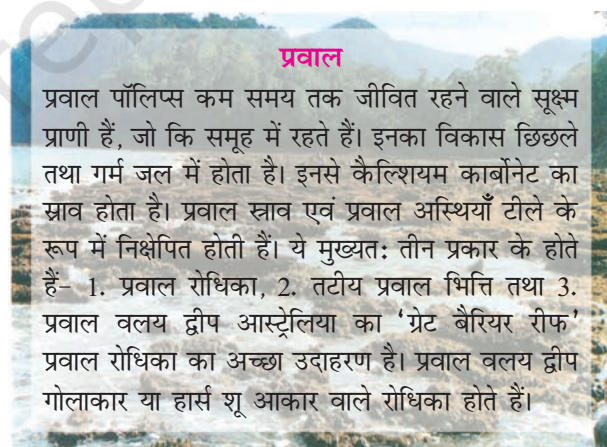 प्रवाल
प्रवाल पॉलिप्स कम समय तक जीवित रहने वाले सूक्ष्म
प्राणी हैं, जो कि समूह में रहते हैं। इनका विकास छिछले
तथा गर्म जल में होता है। इनसे कैल्शियम कार्बोनेट का
स्राव होता है। प्रवाल स्राव एवं प्रवाल अस्थियाँ टीले के
रूप में निक्षेपित होती हैं। ये मुख्यत: तीन प्रकार के होते
हैं– 1. प्रवाल रोधिका, 2. तटीय प्रवाल भित्ति तथा 3.
प्रवाल वलय द्वीप आस्ट्रेलिया का ‘ग्रेट बैरियर रीफ’
प्रवाल रोधिका का अच्छा उदाहरण है। प्रवाल वलय द्वीप
गोलाकार या हार्स शू आकार वाले रोधिका होते हैं।